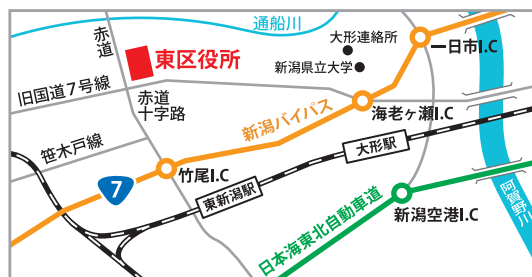 赤道
通船川
大形連絡所
一日市I.C
東区役所
新潟県立大学
旧国道7号線
赤道
十字路
新潟バイパス
海老ヶ瀬I.C
笹木戸線
大形駅
竹尾I.C
7
東新潟駅
阿賀野川
新潟空港I.C
日本海東北自動車道